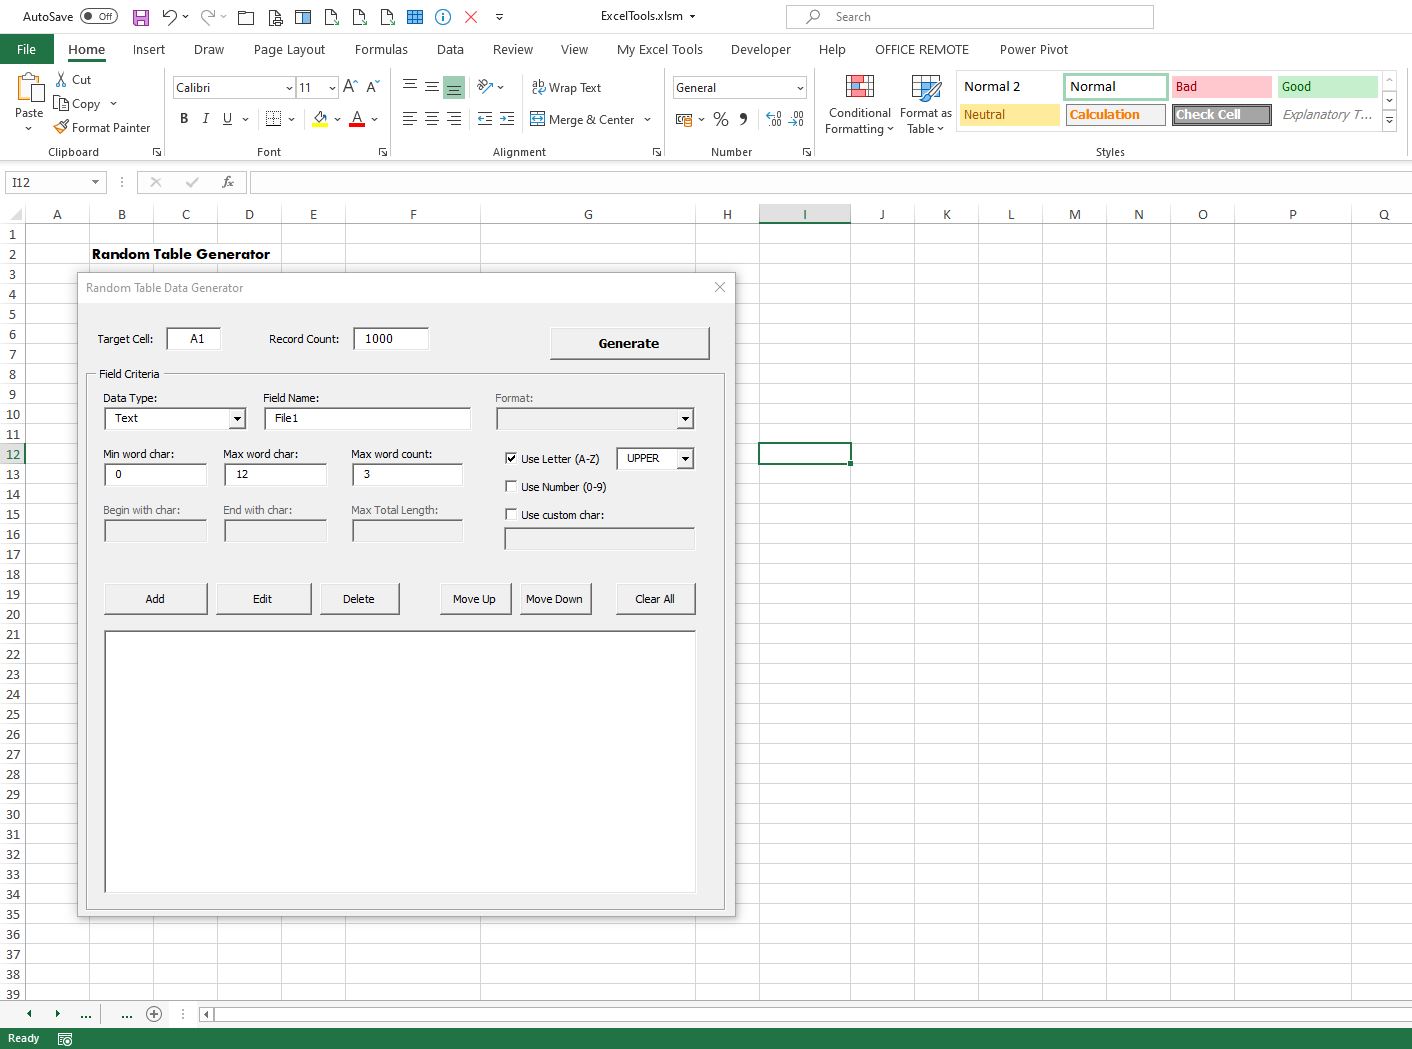 AutoSave Off ExcelTools.xlsm Search
File Home Insert Draw Page Layout Formulas Data Review View My Excel Tools Developer Help OFFICE REMOTE Power Pivot
Paste Cut Copy Format Painter
Clipboard
Calibri 11
B I U A
Font
ab Wrap Text
Merge & Center
Alignment
General
% 9 .00 .00
Number
Conditional Formatting
Format as Table
Normal 2 Normal Bad Good
Neutral Calculation Check Cell Explanatory T...
Styles
I12 fx
A B C D E F G H I J K L M N O P Q
1
2 Random Table Generator
3
Random Table Data Generator
4
5
6 Target Cell: A1 Record Count: 1000 Generate
7
8 Field Criteria
9 Data Type: Field Name: Format:
10 Text File1
11
12 Min word char: Max word char: Max word count: Use Letter (A-Z) UPPER
13 0 12 3
14 Use Number (0-9)
15 Begin with char: End with char: Max Total Length: Use custom char:
16
17
18
19 Add Edit Delete Move Up Move Down Clear All
20
21
22
23
24
25
26
27
28
29
30
31
32
33
34
35
36
37
38
39
... ...
Ready